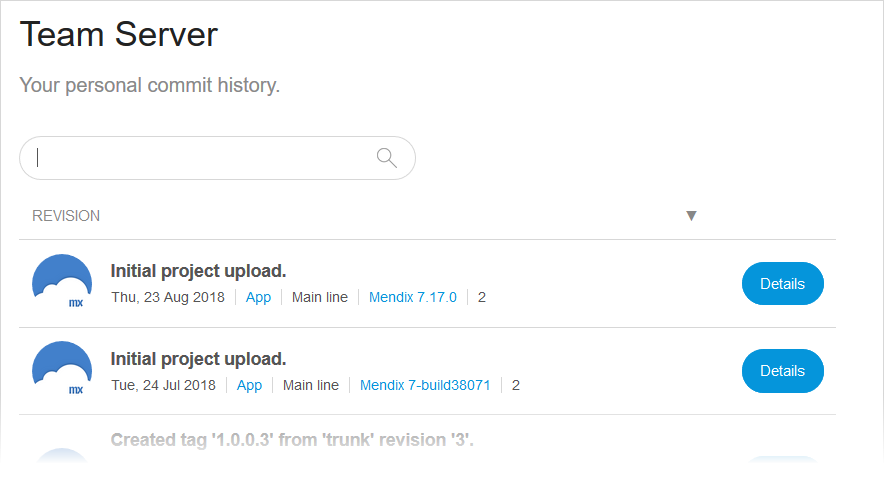 Team Server
Your personal commit history.
REVISION ▼
Initial project upload.
Thu, 23 Aug 2018 App Main line Mendix 7.17.0 2
mx
Details
Initial project upload.
Tue, 24 Jul 2018 App Main line Mendix 7-build38071 2
mx
Details
Created tag '1.0.0.3' from 'trunk' revision '3'.